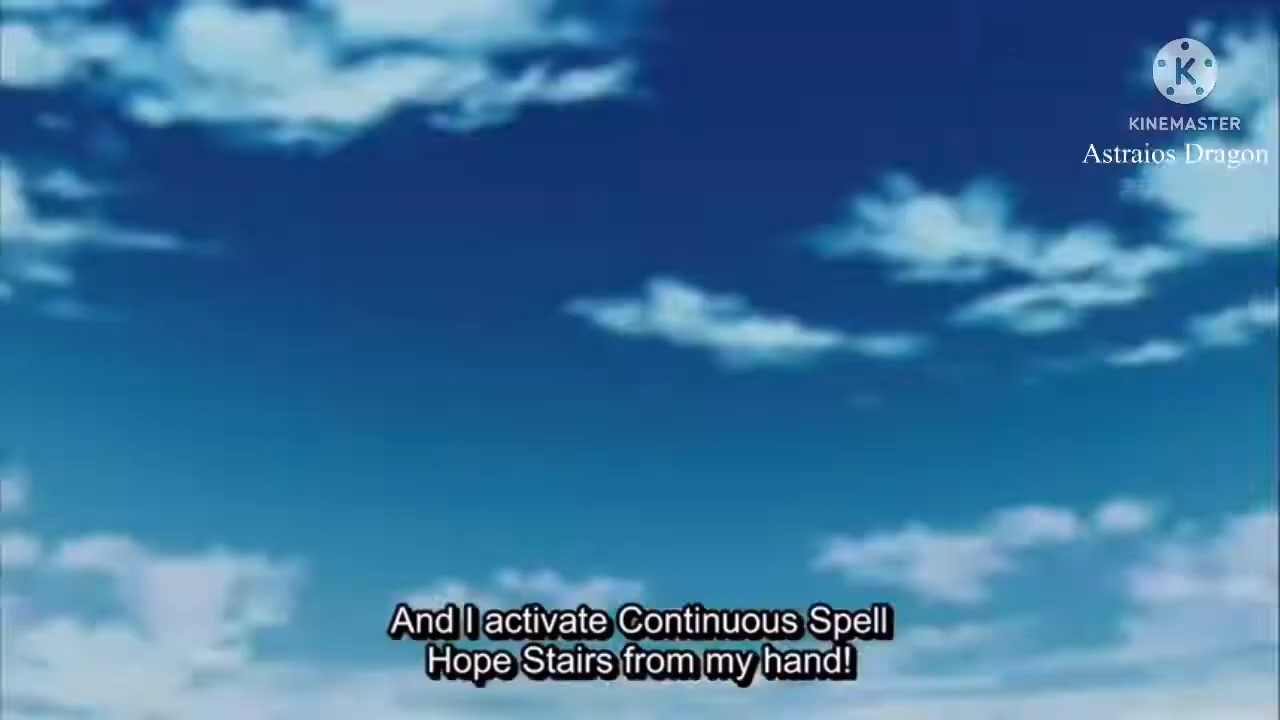 K
KINEMASTER
Astraios Dragon
And I activate Continuous Spell
Hope Stairs from my hand!